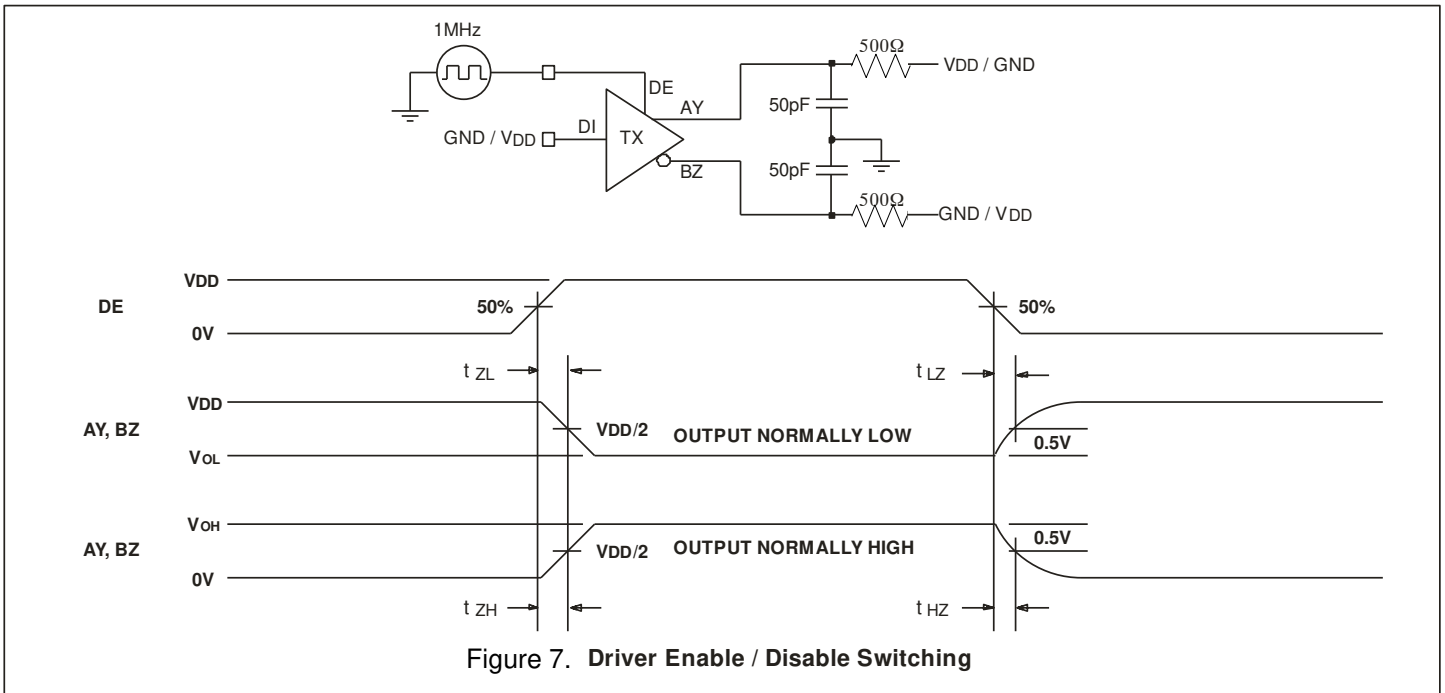 1MHz
500Ω
VDD / GND
DE
50pF
AY
GND / VDD
DI
TX
50pF
BZ
500Ω
GND / VDD
VDD
DE
50%
50%
0V
t ZL
t LZ
VDD
AY, BZ
VDD/2
OUTPUT NORMALLY LOW
0.5V
VOL
VOH
0.5V
AY, BZ
VDD/2
OUTPUT NORMALLY HIGH
0V
t ZH
t HZ
Figure 7. Driver Enable / Disable Switching